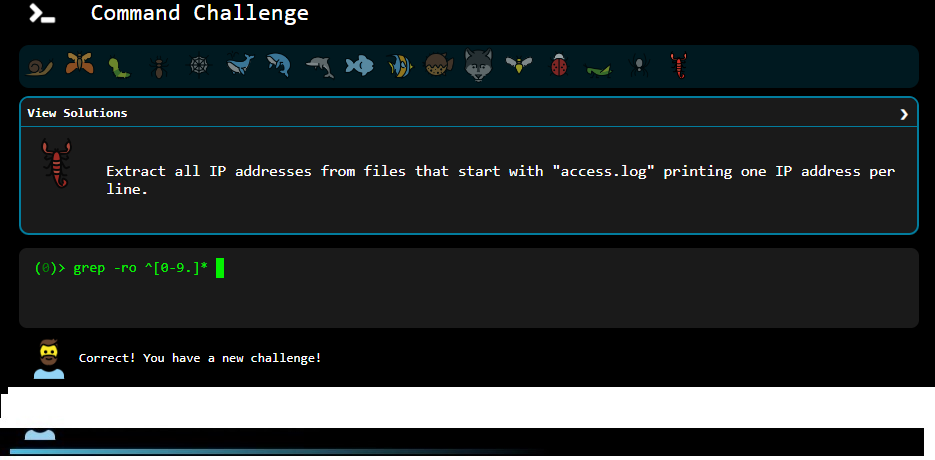 Command Challenge
View Solutions
Extract all IP addresses from files that start with "access.log" printing one IP address per
line.
(0)> grep -ro ^[0-9.]*
Correct! You have a new challenge!